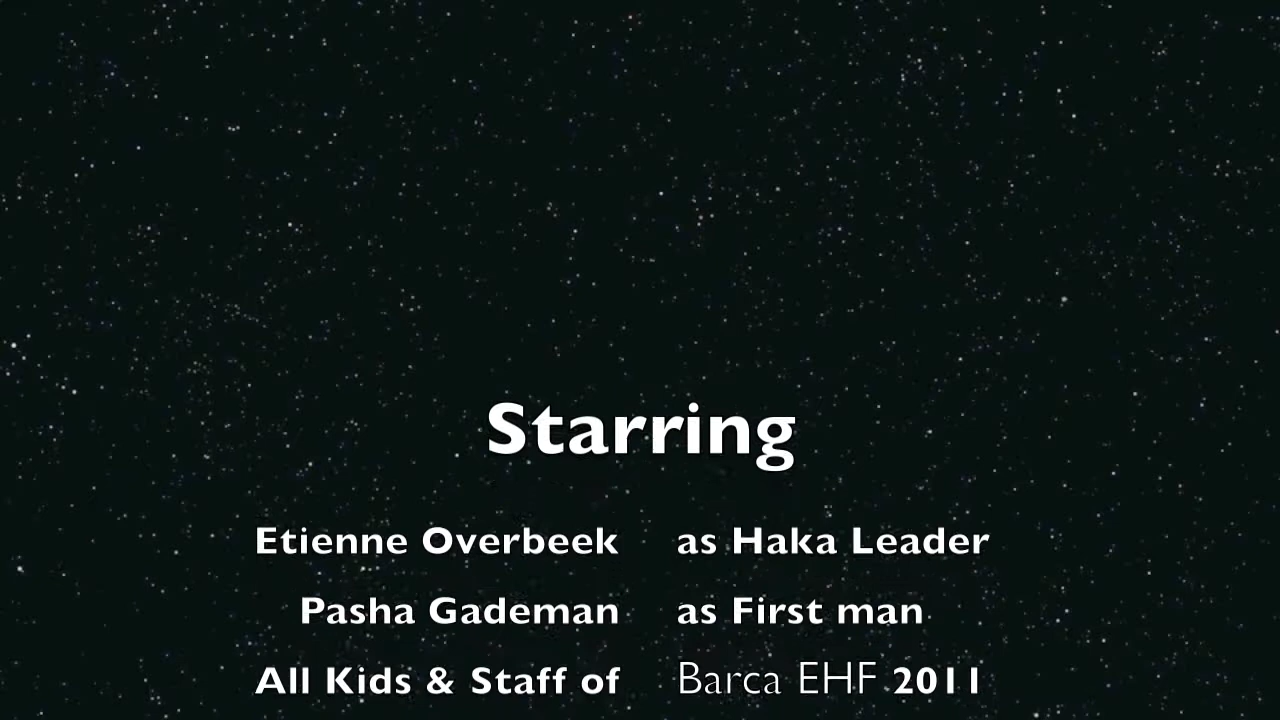 Starring
Etienne Overbeek as Haka Leader
Pasha Gademan as First man
All Kids & Staff of Barca EHF 2011